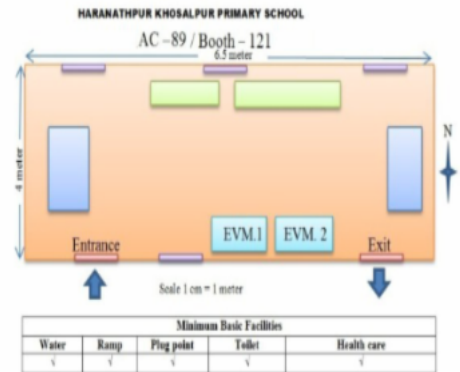 HARANATHPUR KHOSALPUR PRIMARY SCHOOL
AC –89 / Booth – 121
6.5 meter
4 meter
N
EVM.1 EVM. 2
Entrance Exit
Scale 1 cm = 1 meter
Minimum Basic Facilities
Water Ramp Plug point Toilet Health care
√ √ √ √ √